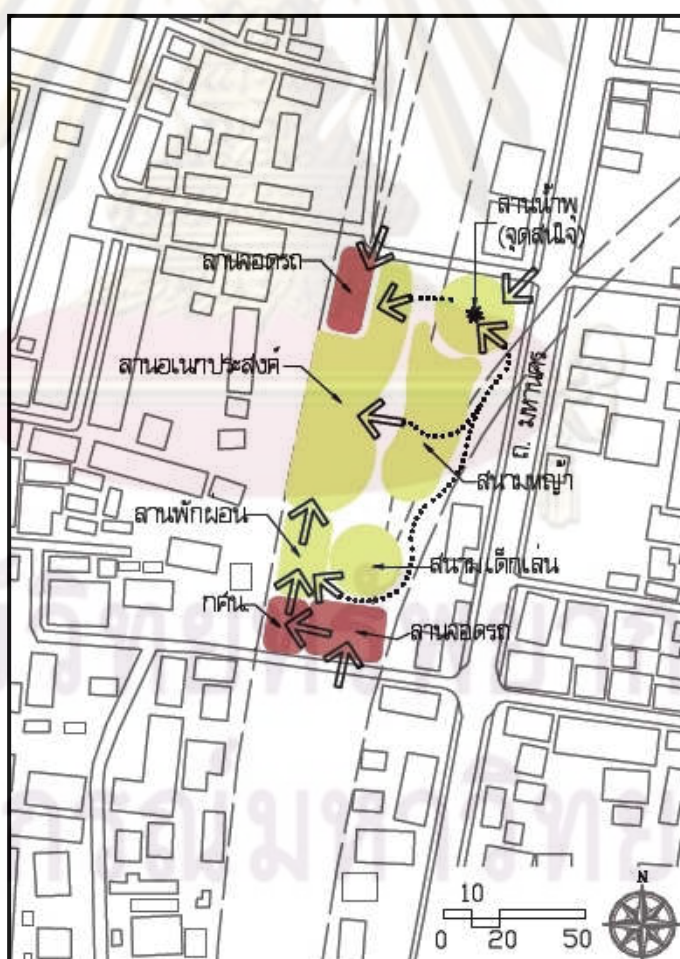 ลานน้ำพุ
(จุดสนใจ)
ลานจอดรถ
ลานอเนกประสงค์
ถ. มหานคร
สนามหญ้า
ลานพักผ่อน
สนามเด็กเล่น
กศน.
ลานจอดรถ
N
10
0 20 50